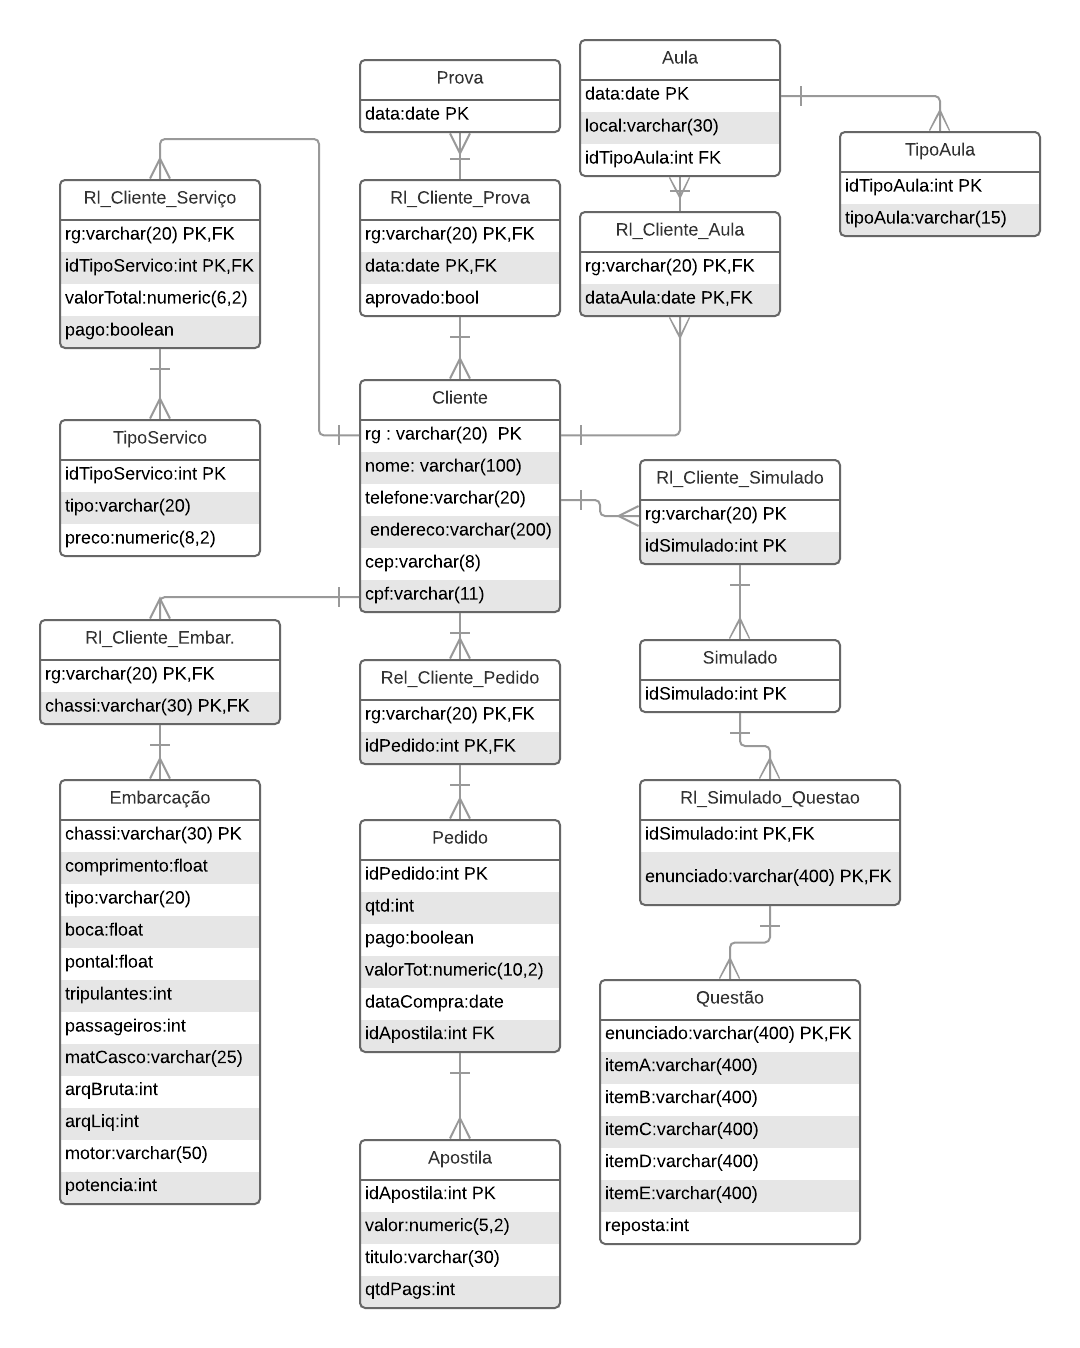 Prova
data:date PK
Aula
data:date PK
local:varchar(30)
idTipoAula:int FK
TipoAula
idTipoAula:int PK
tipoAula:varchar(15)
Rl_Cliente_Serviço
rg:varchar(20) PK,FK
idTipoServico:int PK,FK
valorTotal:numeric(6,2)
pago:boolean
Rl_Cliente_Prova
rg:varchar(20) PK,FK
data:date PK,FK
aprovado:bool
Rl_Cliente_Aula
rg:varchar(20) PK,FK
dataAula:date PK,FK
TipoServico
idTipoServico:int PK
tipo:varchar(20)
preco:numeric(8,2)
Cliente
rg : varchar(20)  PK
nome: varchar(100)
telefone:varchar(20)
endereco:varchar(200)
cep:varchar(8)
cpf:varchar(11)
Rl_Cliente_Simulado
rg:varchar(20) PK
idSimulado:int PK
Rl_Cliente_Embar.
rg:varchar(20) PK,FK
chassi:varchar(30) PK,FK
Rel_Cliente_Pedido
rg:varchar(20) PK,FK
idPedido:int PK,FK
Simulado
idSimulado:int PK
Embarcação
chassi:varchar(30) PK
comprimento:float
tipo:varchar(20)
boca:float
pontal:float
tripulantes:int
passageiros:int
matCasco:varchar(25)
arqBruta:int
arqLiq:int
motor:varchar(50)
potencia:int
Pedido
idPedido:int PK
qtd:int
pago:boolean
valorTot:numeric(10,2)
dataCompra:date
idApostila:int FK
Rl_Simulado_Questao
idSimulado:int PK,FK
enunciado:varchar(400) PK,FK
Questão
enunciado:varchar(400) PK,FK
itemA:varchar(400)
itemB:varchar(400)
itemC:varchar(400)
itemD:varchar(400)
itemE:varchar(400)
reposta:int
Apostila
idApostila:int PK
valor:numeric(5,2)
titulo:varchar(30)
qtdPags:int